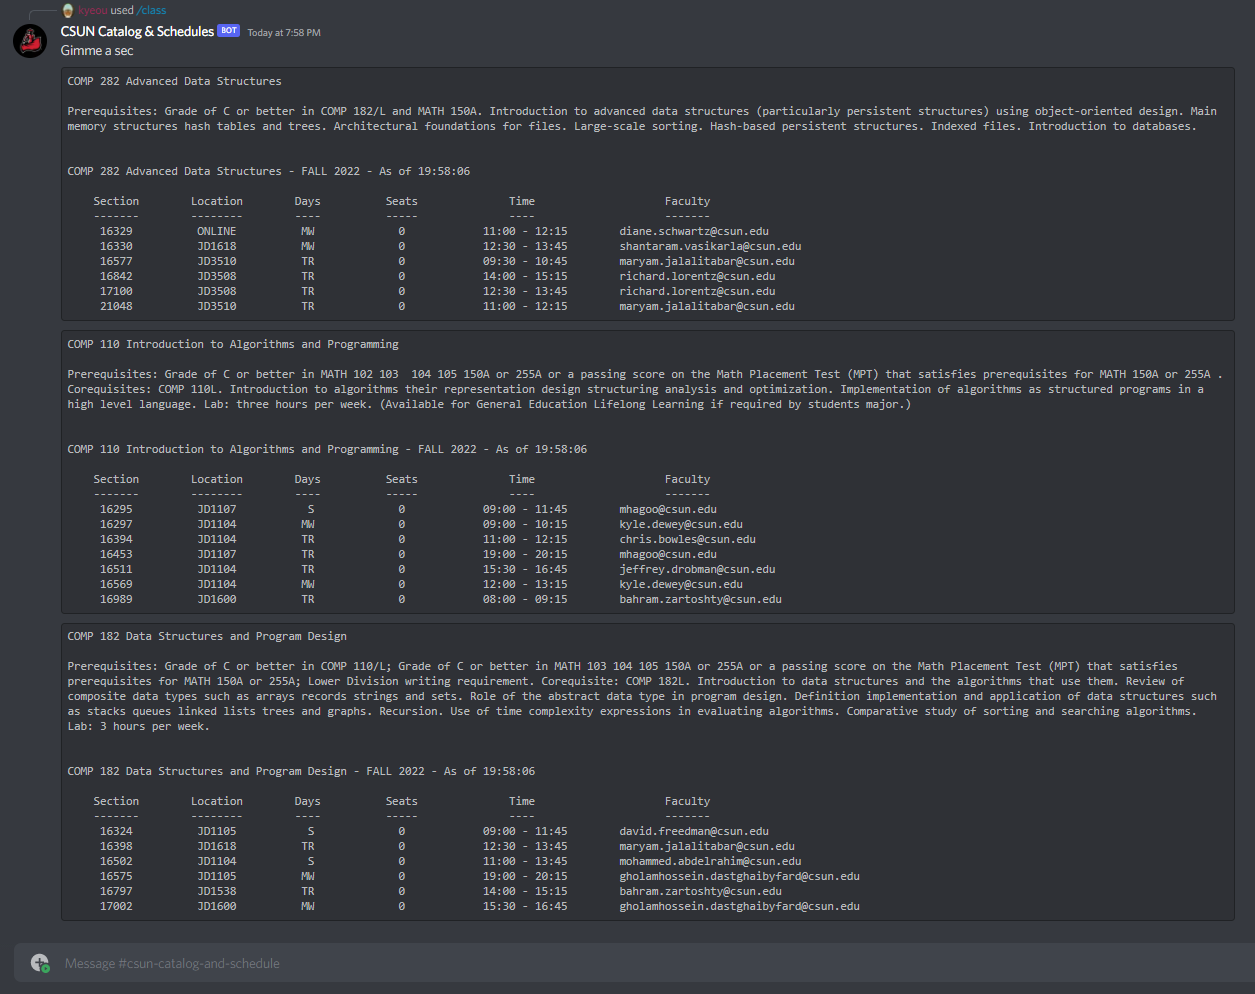 kyeou used /class
CSUN Catalog & Schedules BOT Today at 7:58 PM
Gimme a sec
COMP 282 Advanced Data Structures
Prerequisites: Grade of C or better in COMP 182/L and MATH 150A. Introduction to advanced data structures (particularly persistent structures) using object-oriented design. Main
memory structures hash tables and trees. Architectural foundations for files. Large-scale sorting. Hash-based persistent structures. Indexed files. Introduction to databases.
COMP 282 Advanced Data Structures - FALL 2022 - As of 19:58:06
Section Location Days Seats Time Faculty
------- -------- ---- ----- ---- -------
16329 ONLINE MW 0 11:00 - 12:15 diane.schwartz@csun.edu
16330 JD1618 MW 0 12:30 - 13:45 shantaram.vasikarla@csun.edu
16577 JD3510 TR 0 09:30 - 10:45 maryam.jalalitabar@csun.edu
16842 JD3508 TR 0 14:00 - 15:15 richard.lorentz@csun.edu
17100 JD3508 TR 0 12:30 - 13:45 richard.lorentz@csun.edu
21048 JD3510 TR 0 11:00 - 12:15 maryam.jalalitabar@csun.edu
COMP 110 Introduction to Algorithms and Programming
Prerequisites: Grade of C or better in MATH 102 103  104 105 150A or 255A or a passing score on the Math Placement Test (MPT) that satisfies prerequisites for MATH 150A or 255A .
Corequisites: COMP 110L. Introduction to algorithms their representation design structuring analysis and optimization. Implementation of algorithms as structured programs in a
high level language. Lab: three hours per week. (Available for General Education Lifelong Learning if required by students major.)
COMP 110 Introduction to Algorithms and Programming - FALL 2022 - As of 19:58:06
Section Location Days Seats Time Faculty
------- -------- ---- ----- ---- -------
16295 JD1107 S 0 09:00 - 11:45 mhagoo@csun.edu
16297 JD1104 MW 0 09:00 - 10:15 kyle.dewey@csun.edu
16394 JD1104 TR 0 11:00 - 12:15 chris.bowles@csun.edu
16453 JD1107 TR 0 19:00 - 20:15 mhagoo@csun.edu
16511 JD1104 TR 0 15:30 - 16:45 jeffrey.drobman@csun.edu
16569 JD1104 MW 0 12:00 - 13:15 kyle.dewey@csun.edu
16989 JD1600 TR 0 08:00 - 09:15 bahram.zartoshty@csun.edu
COMP 182 Data Structures and Program Design
Prerequisites: Grade of C or better in COMP 110/L; Grade of C or better in MATH 103 104 105 150A or 255A or a passing score on the Math Placement Test (MPT) that satisfies
prerequisites for MATH 150A or 255A; Lower Division writing requirement. Corequisite: COMP 182L. Introduction to data structures and the algorithms that use them. Review of
composite data types such as arrays records strings and sets. Role of the abstract data type in program design. Definition implementation and application of data structures such
as stacks queues linked lists trees and graphs. Recursion. Use of time complexity expressions in evaluating algorithms. Comparative study of sorting and searching algorithms.
Lab: 3 hours per week.
COMP 182 Data Structures and Program Design - FALL 2022 - As of 19:58:06
Section Location Days Seats Time Faculty
------- -------- ---- ----- ---- -------
16324 JD1105 S 0 09:00 - 11:45 david.freedman@csun.edu
16398 JD1618 TR 0 12:30 - 13:45 maryam.jalalitabar@csun.edu
16502 JD1104 S 0 11:00 - 13:45 mohammed.abdelrahim@csun.edu
16575 JD1105 MW 0 19:00 - 20:15 gholamhossein.dastghaibyfard@csun.edu
16797 JD1538 TR 0 14:00 - 15:15 bahram.zartoshty@csun.edu
17002 JD1600 MW 0 15:30 - 16:45 gholamhossein.dastghaibyfard@csun.edu
Message #csun-catalog-and-schedule